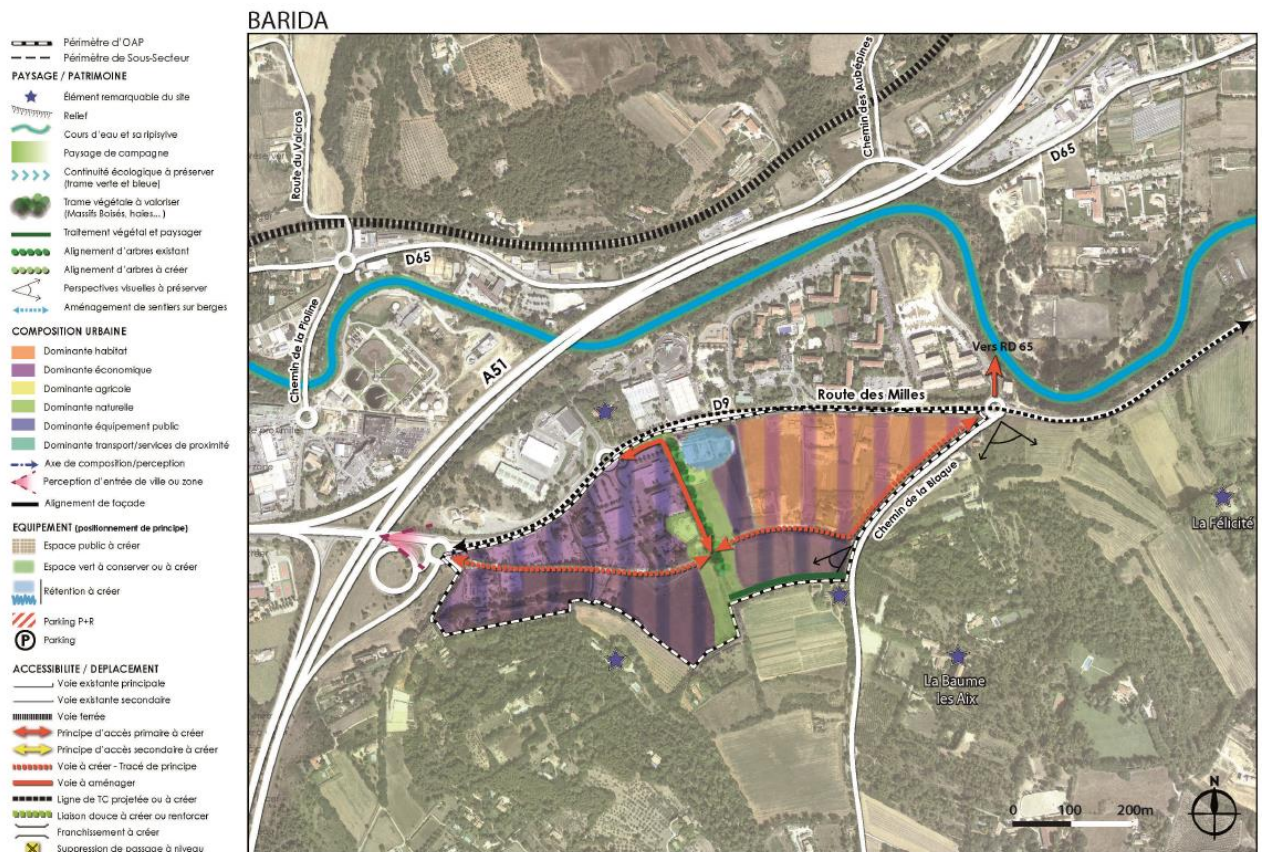 BARIDA
Périmètre d'OAP
Périmètre de Sous-Secteur
PAYSAGE / PATRIMOINE
Élément remarquable du site
Relief
Cours d'eau et sa ripisylve
Paysage de campagne
Continuité écologique à préserver
(trame verte et bleue)
Trame végétale à valoriser
(Massifs Boisés, haies... )
Traitement végétal et paysager
Alignement d'arbres existant
Alignement d'arbres à créer
Perspectives visuelles à préserver
Aménagement de sentiers sur berges
COMPOSITION URBAINE
Dominante habitat
Dominante économique
Dominante agricole
Dominante naturelle
Dominante équipement public
Dominante transport/services de proximité
Axe de composition/perception
Perception d'entrée de ville ou zone
Alignement de façade
EQUIPEMENT (positionnement de principe)
Espace public à créer
Espace vert à conserver ou à créer
Rétention à créer
Parking P+R
P
Parking
ACCESSIBILITE / DEPLACEMENT
Voie existante principale
Voie existante secondaire
Voie ferrée
Principe d'accès primaire à créer
Principe d'accès secondaire à créer
Voie à créer - Tracé de principe
Voie à aménager
Ligne de TC projetée ou à créer
Liaison douce à créer ou renforcer
Franchissement à créer
Supression de passage à niveau
Route du Valcros
Chemin des Aubépines
D65
D65
Chemin de la Pioline
A51
Vers RD 65
Route des Milles
D9
Chemin de la Blaque
La Félicité
La Baume
les Aix
0 100 200m
N